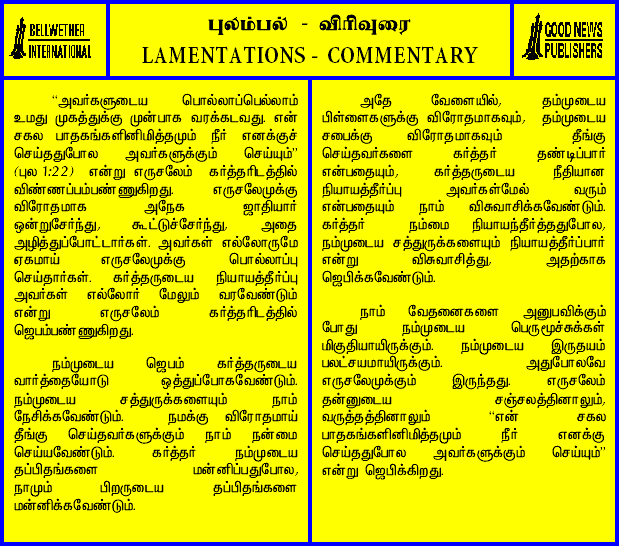 BELLWETHER
INTERNATIONAL
புலம்பல் - விரிவுரை
LAMENTATIONS - COMMENTARY
GOOD NEWS
PUBLISHERS
“அவர்களுடைய பொல்லாப்பெல்லாம்
உமது முகத்துக்கு முன்பாக வரக்கடவது. என்
சகல பாதகங்களினிமித்தமும் நீர் எனக்குச்
செய்ததுபோல அவர்களுக்கும் செய்யும்”
(புல 1:22) என்று எருசலேம் கர்த்தரிடத்தில்
விண்ணப்பம்பண்ணுகிறது. எருசலேமுக்கு
விரோதமாக அநேக ஜாதியார்
ஒன்றுசேர்ந்து, கூட்டுச்சேர்ந்து, அதை
அழித்துப்போட்டார்கள். அவர்கள் எல்லோருமே
ஏகமாய் எருசலேமுக்கு பொல்லாப்பு
செய்தார்கள். கர்த்தருடைய நியாயத்தீர்ப்பு
அவர்கள் எல்லோர் மேலும் வரவேண்டும்
என்று எருசலேம் கர்த்தரிடத்தில்
ஜெபம்பண்ணுகிறது.
நம்முடைய ஜெபம் கர்த்தருடைய
வார்த்தையோடு ஒத்துப்போகவேண்டும்.
நம்முடைய சத்துருக்களையும் நாம்
நேசிக்கவேண்டும். நமக்கு விரோதமாய்
தீங்கு செய்தவர்களுக்கும் நாம் நன்மை
செய்யவேண்டும். கர்த்தர் நம்முடைய
தப்பிதங்களை மன்னிப்பதுபோல,
நாமும் பிறருடைய தப்பிதங்களை
மன்னிக்கவேண்டும்.
அதே வேளையில், தம்முடைய
பிள்ளைகளுக்கு விரோதமாகவும், தம்முடைய
சபைக்கு விரோதமாகவும் தீங்கு
செய்தவர்களை கர்த்தர் தண்டிப்பார்
என்பதையும், கர்த்தருடைய நீதியான
நியாயத்தீர்ப்பு அவர்கள்மேல் வரும்
என்பதையும் நாம் விசுவாசிக்கவேண்டும்.
கர்த்தர் நம்மை நியாயந்தீர்த்ததுபோல,
நம்முடைய சத்துருக்களையும் நியாயத்தீர்ப்பார்
என்று விசுவாசித்து, அதற்காக
ஜெபிக்கவேண்டும்.
நாம் வேதனைகளை அனுபவிக்கும்
போது நம்முடைய பெருமூச்சுக்கள்
மிகுதியாயிருக்கும். நம்முடைய இருதயம்
பலட்சயமாயிருக்கும். அதுபோலவே
எருசலேமுக்கும் இருந்தது. எருசலேம்
தன்னுடைய சஞ்சலத்தினாலும்,
வருத்தத்தினாலும் “என் சகல
பாதகங்களினிமித்தமும் நீர் எனக்கு
செய்ததுபோல அவர்களுக்கும் செய்யும்”
என்று ஜெபிக்கிறது.